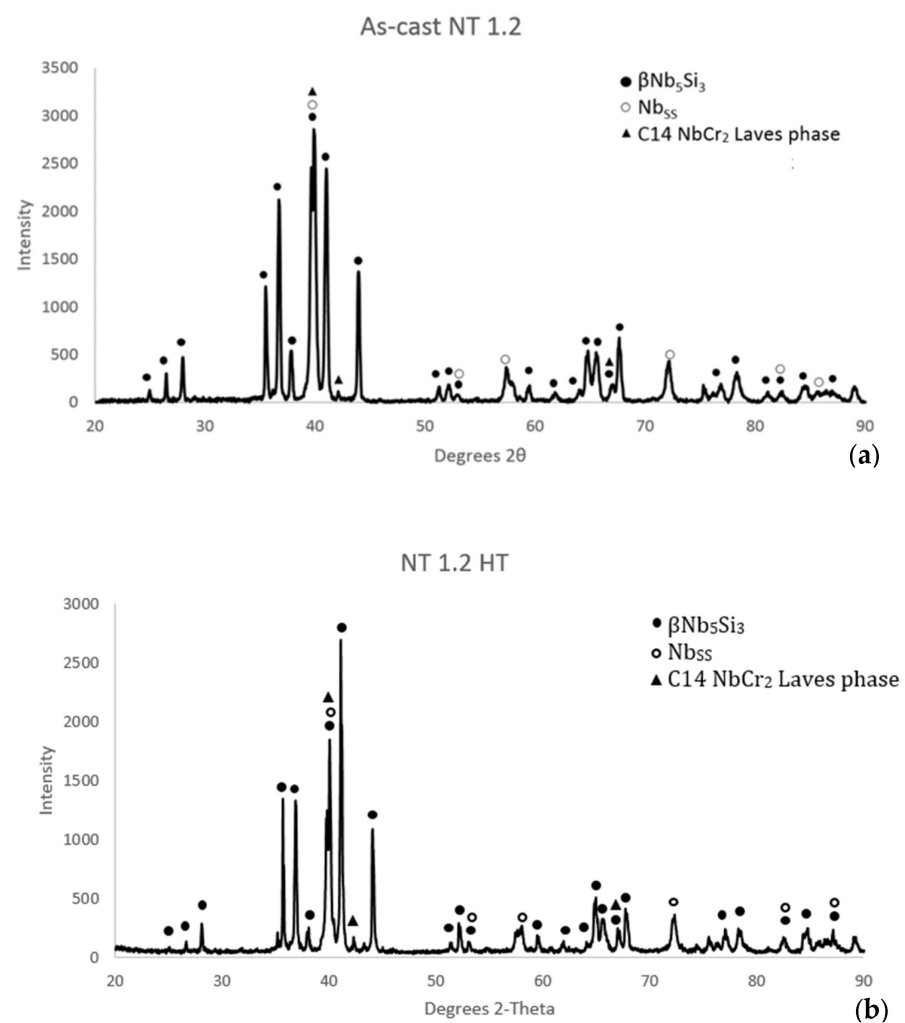 As-cast NT 1.2
3500
3000
2500
2000
1500
1000
500
0
Intensity
● βNb₅Si₃
○ Nbss
▲ C14 NbCr₂ Laves phase
20 30 40 50 60 70 80 90
Degrees 2θ
(a)
NT 1.2 HT
3000
2500
2000
1500
1000
500
0
Intensity
● βNb₅Si₃
○ Nbss
▲ C14 NbCr₂ Laves phase
20 30 40 50 60 70 80 90
Degrees 2-Theta
(b)